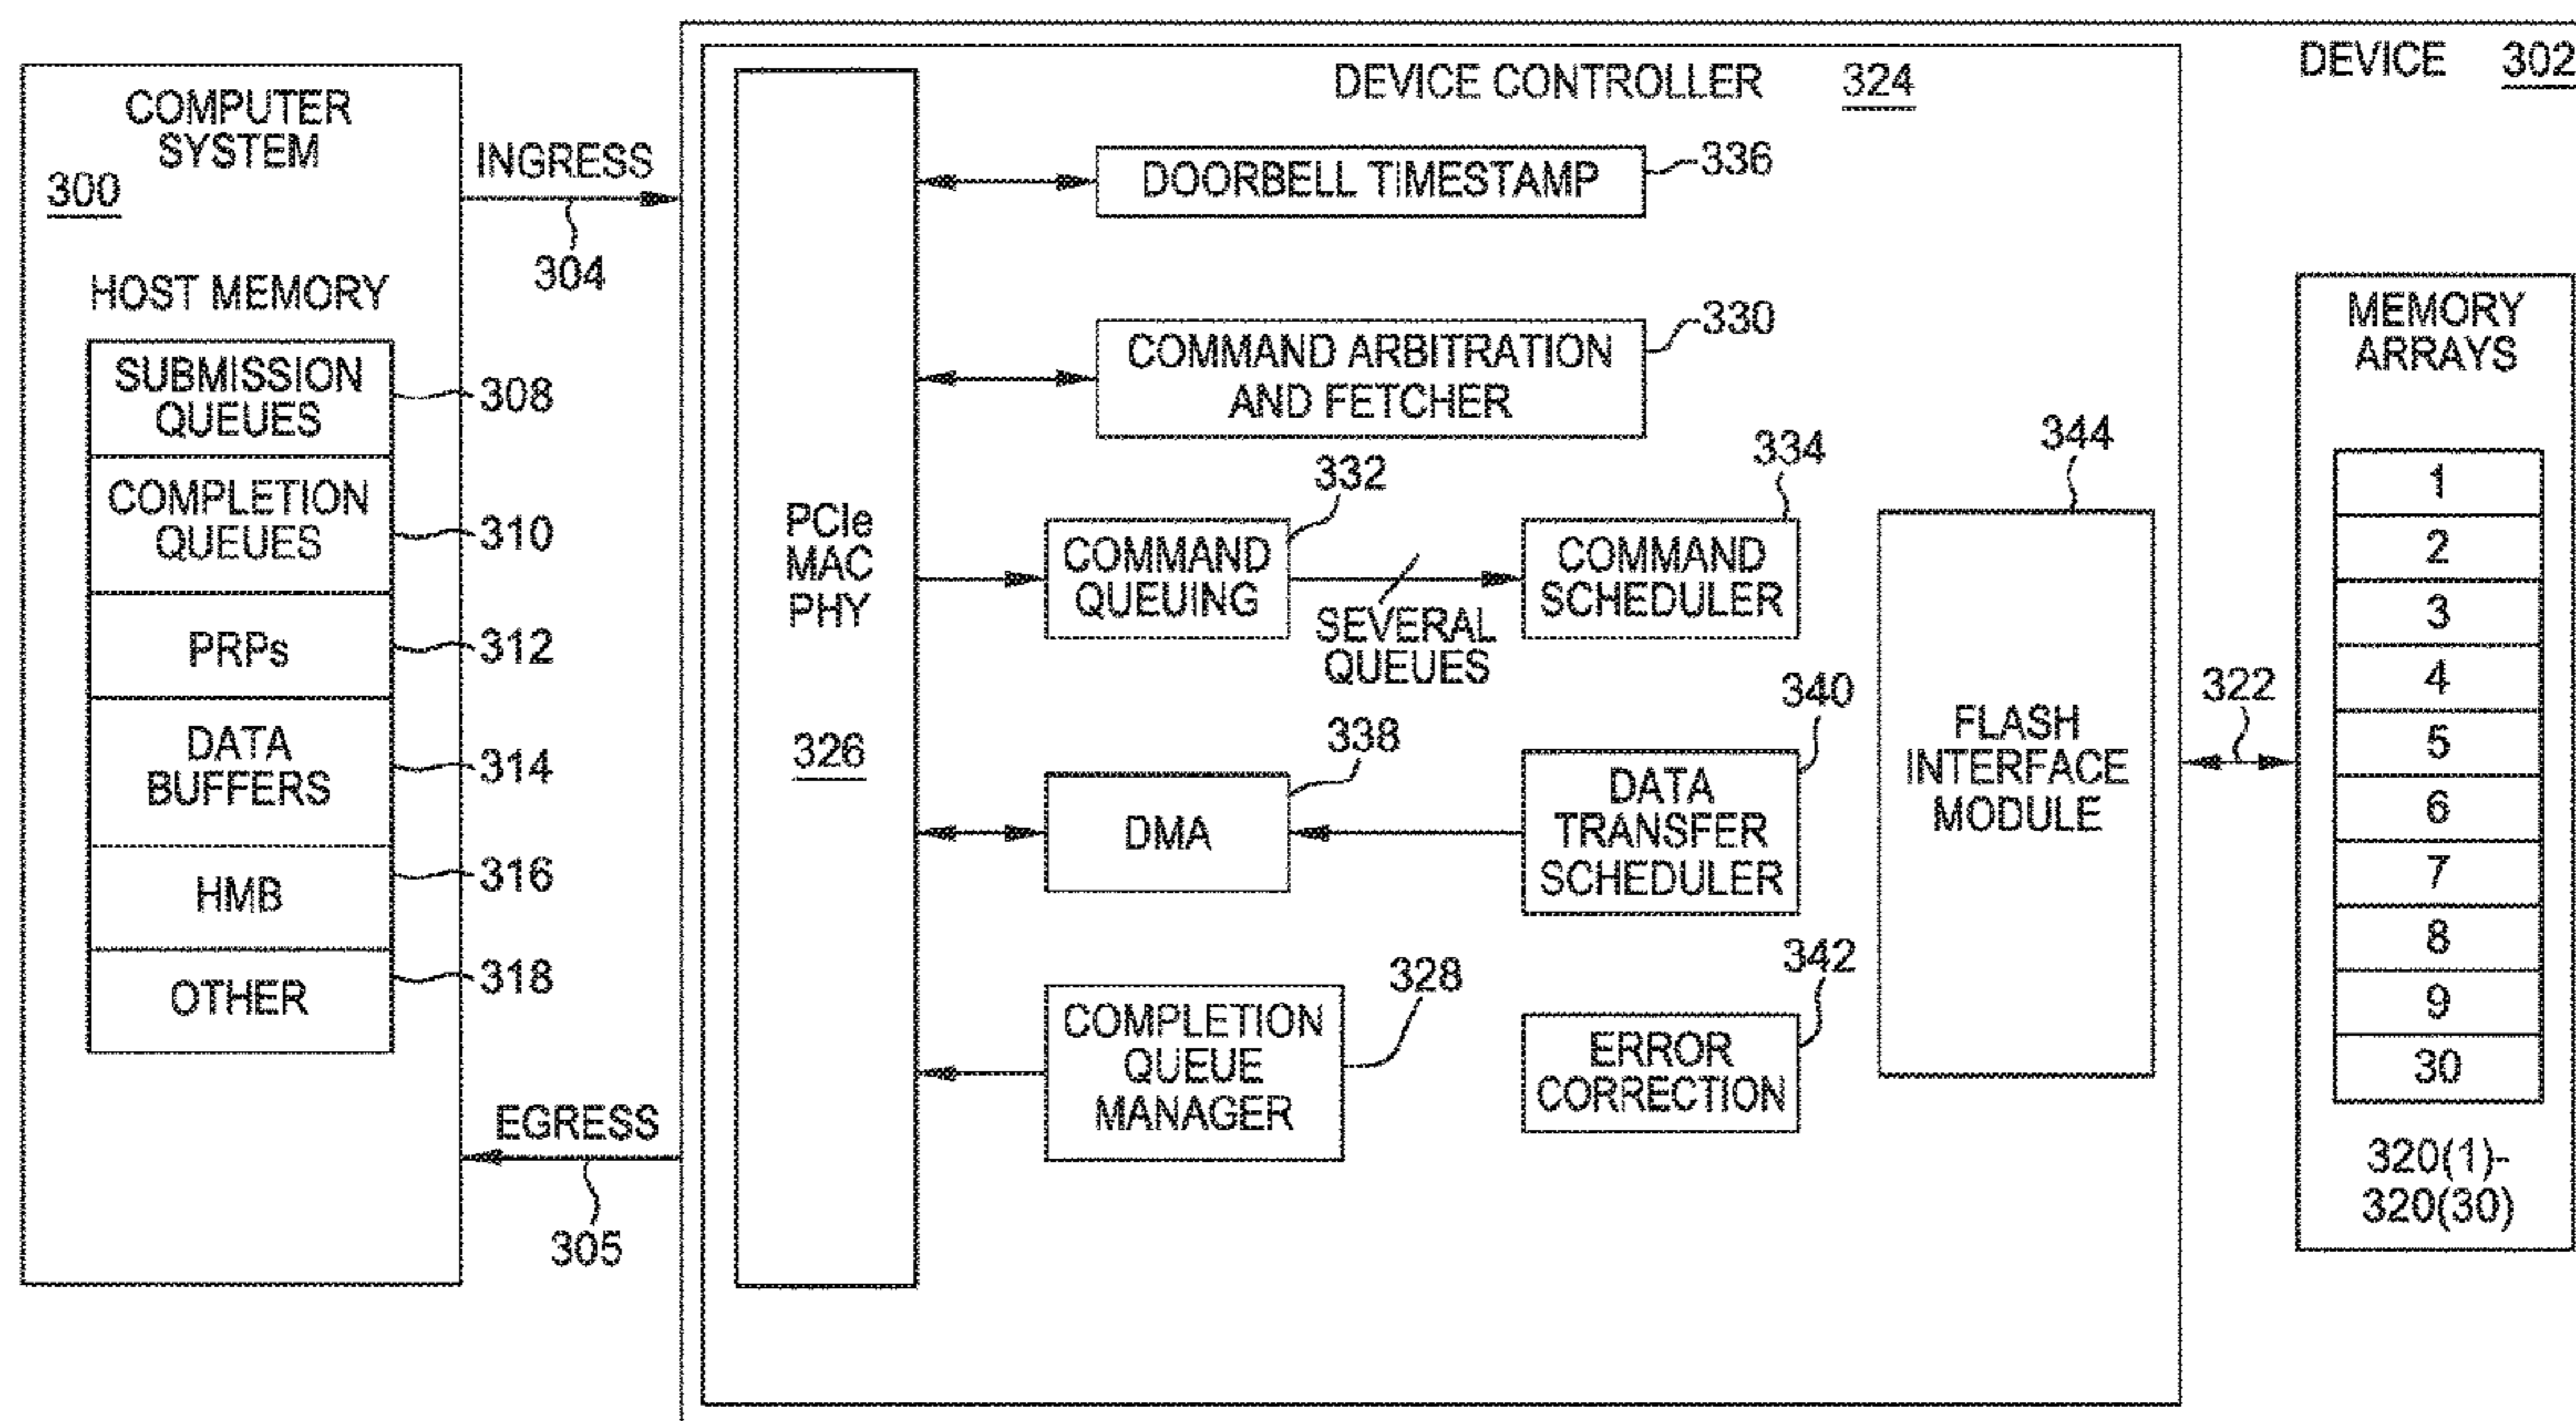 COMPUTER
SYSTEM
300
HOST MEMORY
SUBMISSION
QUEUES
308
COMPLETION
QUEUES
310
PRPs
312
DATA
BUFFERS
314
HMB
316
OTHER
318
INGRESS
304
EGRESS
305
DEVICE 302
DEVICE CONTROLLER 324
PCIe
MAC
PHY
326
DOORBELL TIMESTAMP
336
COMMAND ARBITRATION
AND FETCHER
330
COMMAND
QUEUING
332
SEVERAL
QUEUES
COMMAND
SCHEDULER
334
DMA
338
DATA
TRANSFER
SCHEDULER
340
COMPLETION
QUEUE
MANAGER
328
ERROR
CORRECTION
342
FLASH
INTERFACE
MODULE
344
322
MEMORY
ARRAYS
1
2
3
4
5
6
7
8
9
30
320(1)-
320(30)